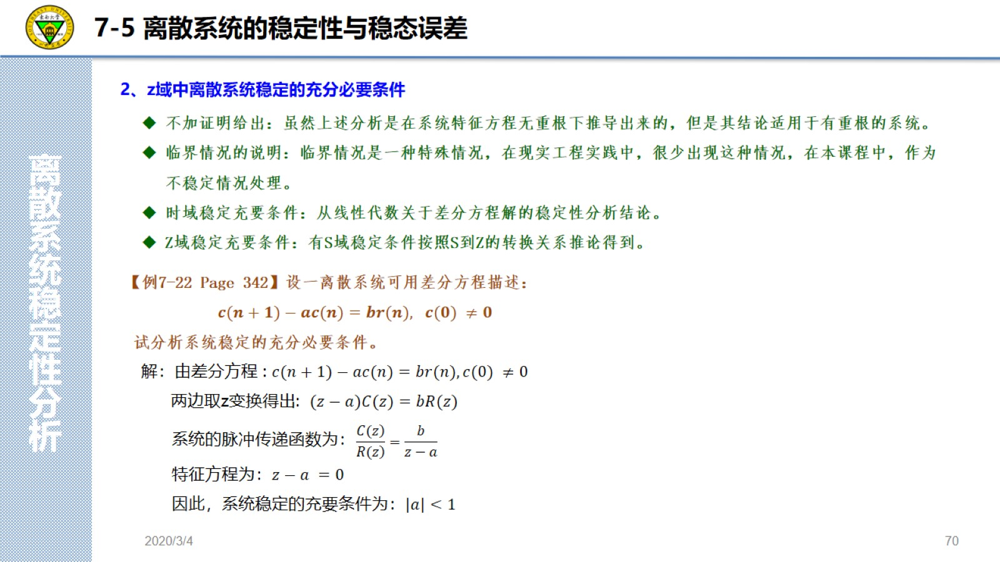 7-5 离散系统的稳定性与稳态误差
离散系统稳定性分析
2、z域中离散系统稳定的充分必要条件
◆ 不加证明给出：虽然上述分析是在系统特征方程无重根下推导出来的，但是其结论适用于有重根的系统。
◆ 临界情况的说明：临界情况是一种特殊情况，在现实工程实践中，很少出现这种情况，在本课程中，作为
不稳定情况处理。
◆ 时域稳定充要条件：从线性代数关于差分方程解的稳定性分析结论。
◆ Z域稳定充要条件：有S域稳定条件按照S到Z的转换关系推论得到。
【例7-22 Page 342】设一离散系统可用差分方程描述：
c(n + 1) − ac(n) = br(n), c(0) ≠ 0
试分析系统稳定的充分必要条件。
解：由差分方程：c(n + 1) − ac(n) = br(n), c(0) ≠ 0
两边取z变换得出: (z − a)C(z) = bR(z)
系统的脉冲传递函数为：C(z)/R(z) = b/(z − a)
特征方程为：z − a = 0
因此，系统稳定的充要条件为：|a| < 1
2020/3/4
70